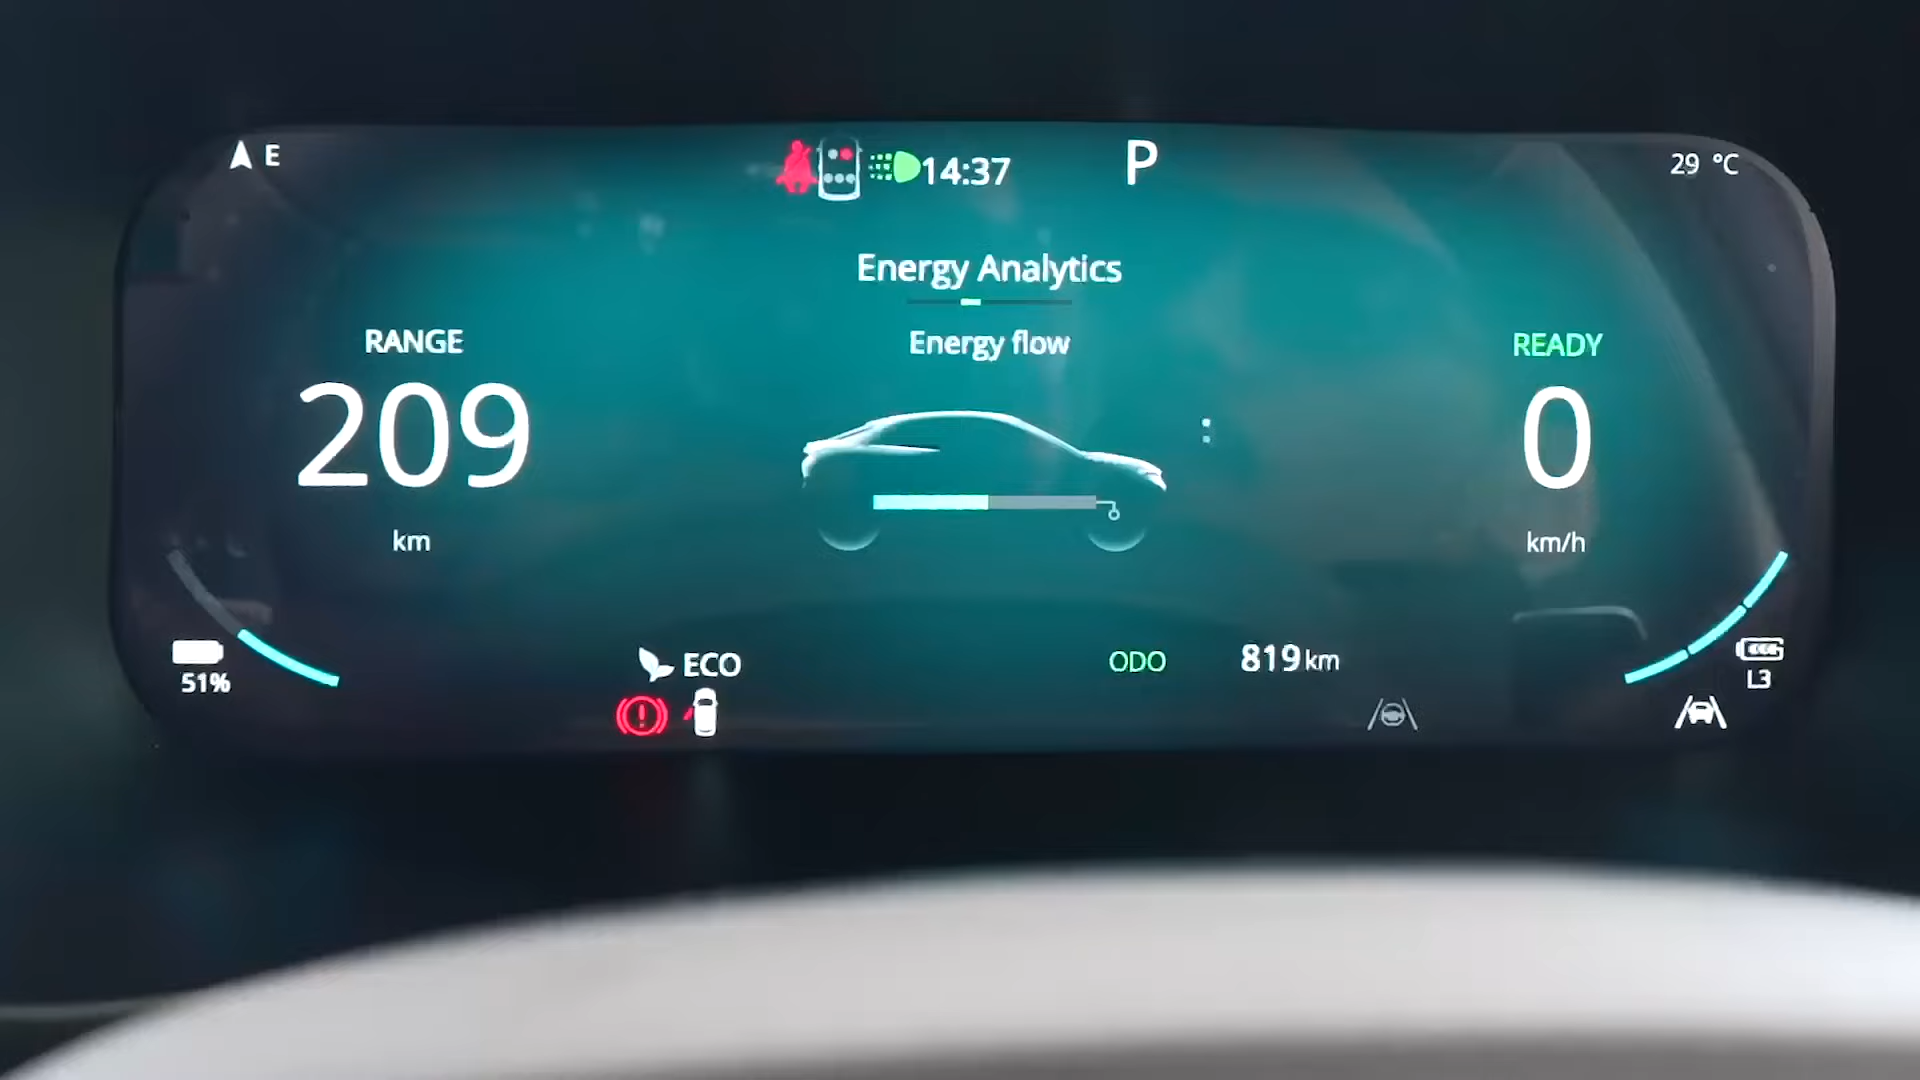 E
14:37
P
29 °C
Energy Analytics
RANGE
Energy flow
READY
209
0
km
km/h
51%
ECO
ODO
819 km
L3